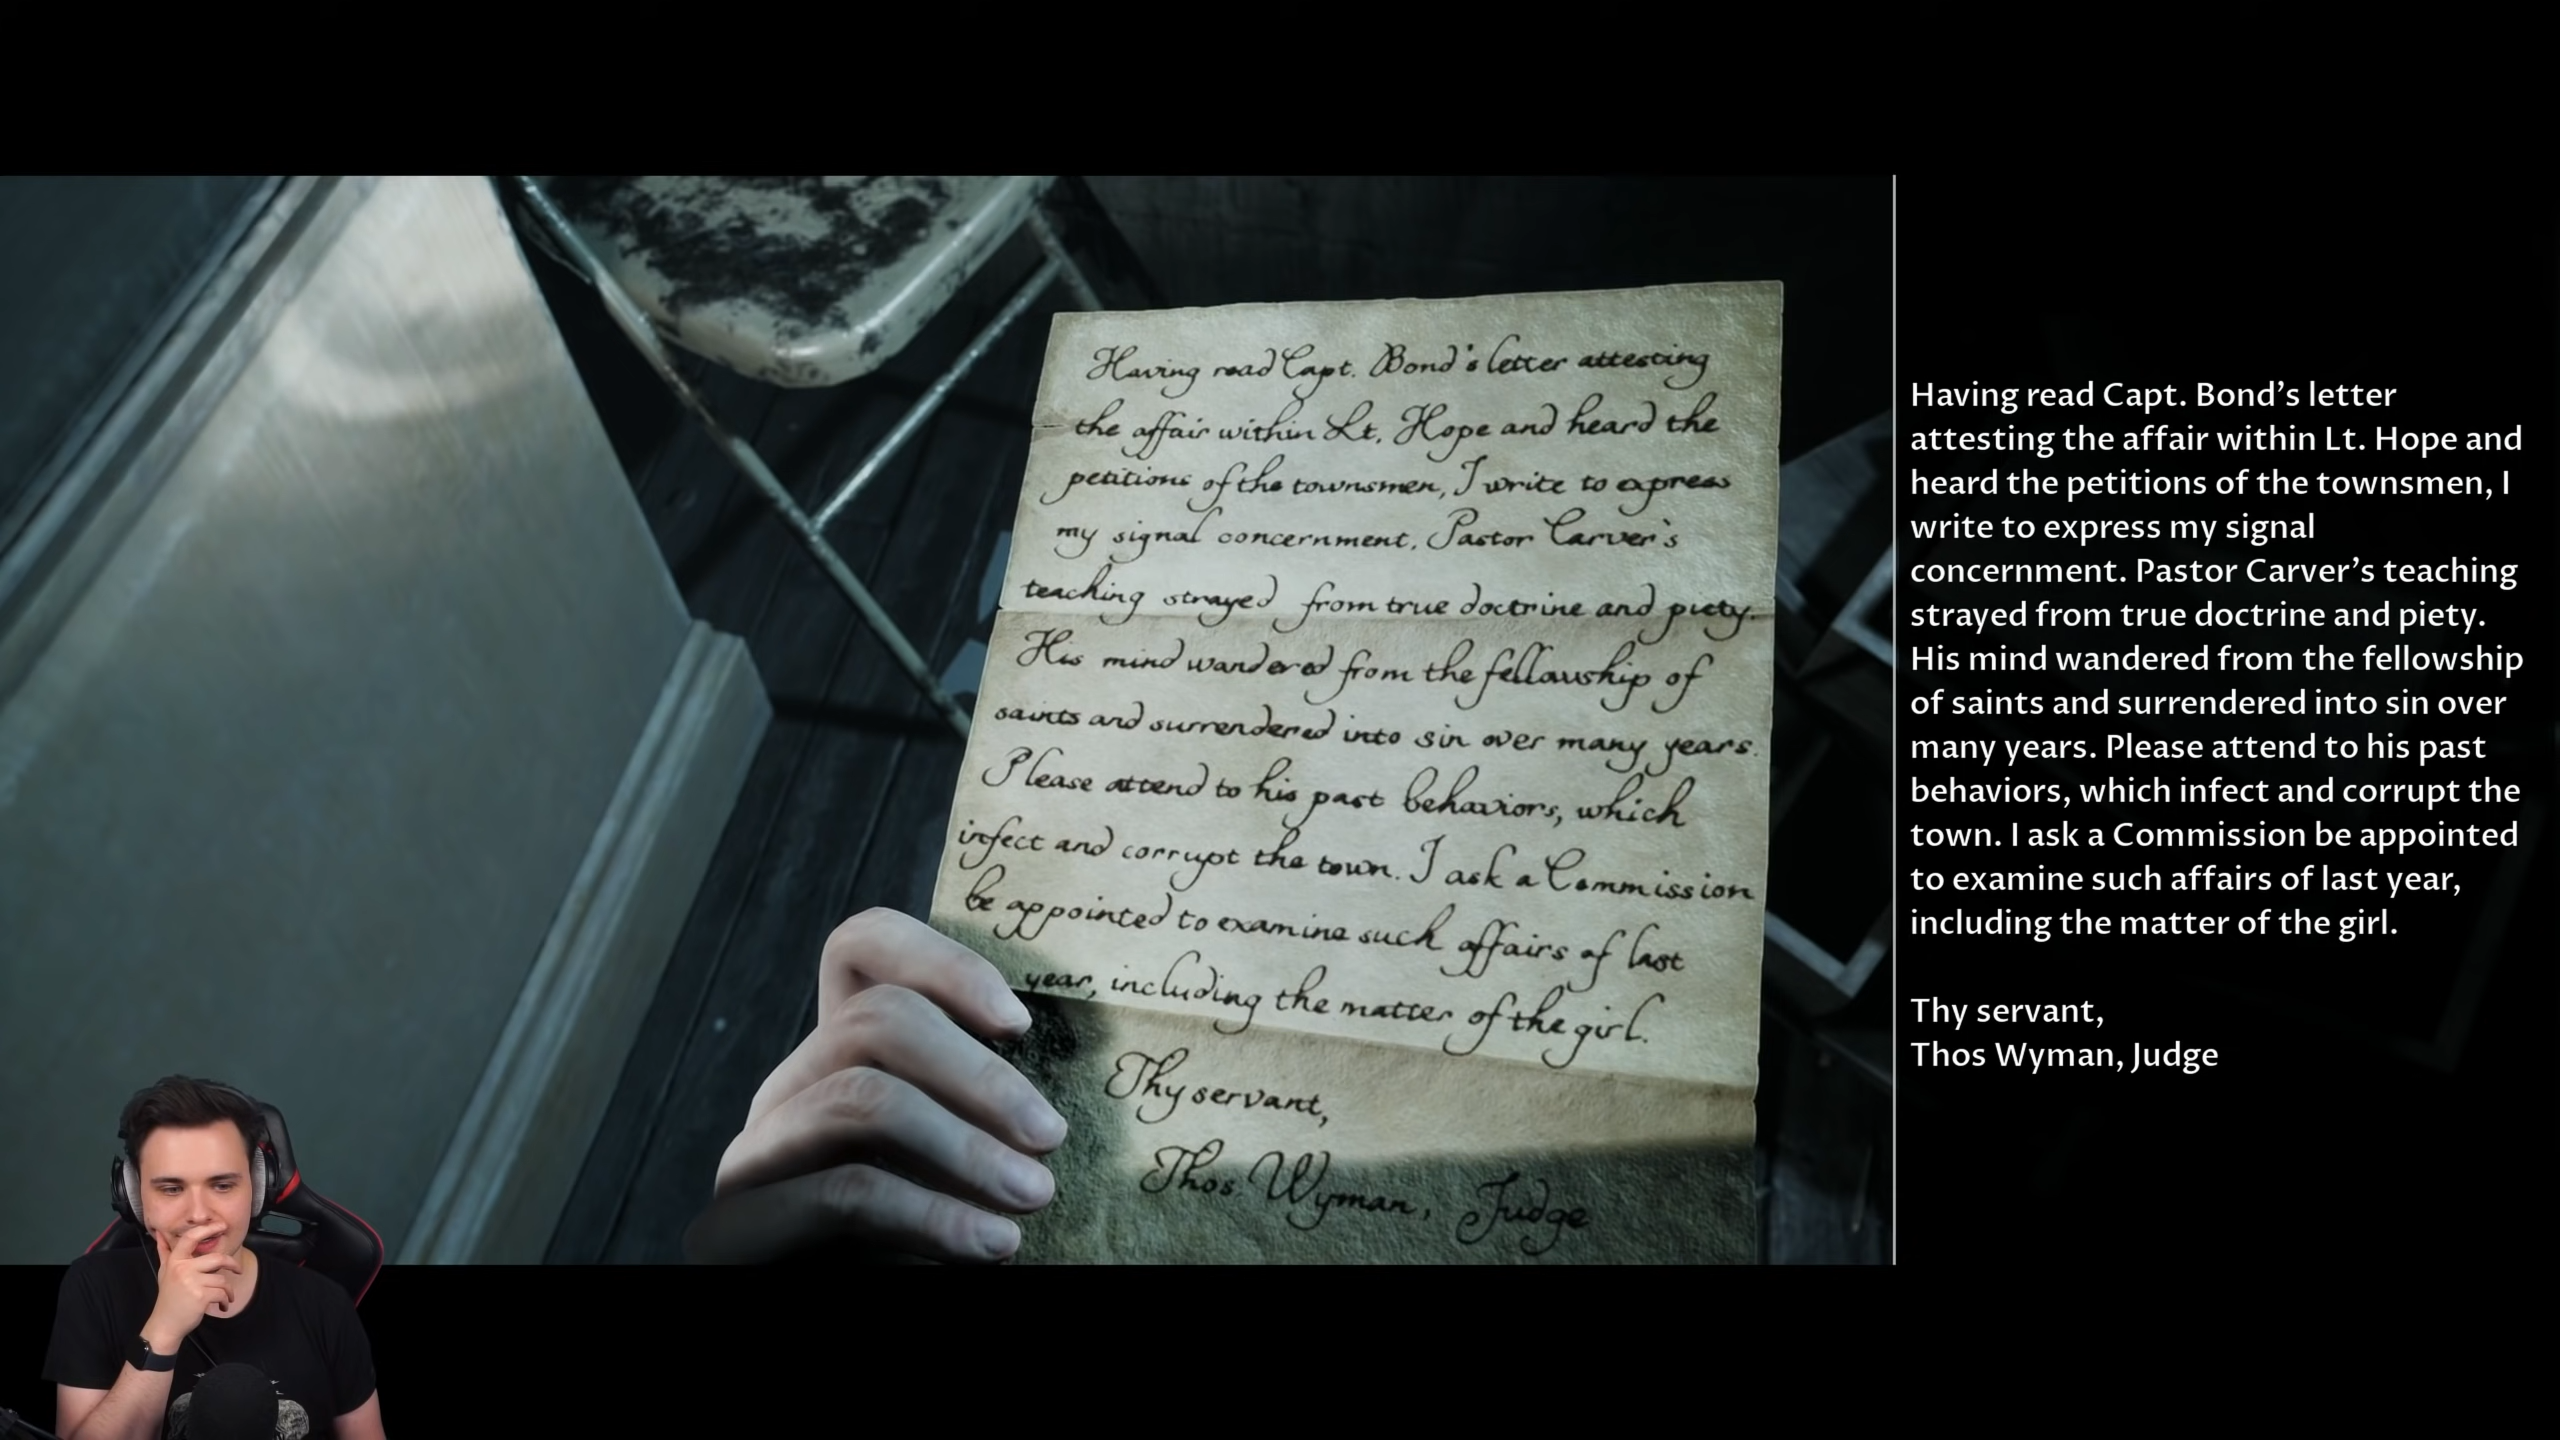 Having read Capt. Bond's letter attesting
the affair within Lt. Hope and heard the
petitions of the townsmen, I write to express
my signal concernment. Pastor Carver's
teaching strayed from true doctrine and piety.
His mind wandered from the fellowship of
saints and surrendered into sin over many years.
Please attend to his past behaviors, which
infect and corrupt the town. I ask a Commission
be appointed to examine such affairs of last
year, including the matter of the girl.
Thy servant,
Thos Wyman, Judge
Having read Capt. Bond’s letter
attesting the affair within Lt. Hope and
heard the petitions of the townsmen, I
write to express my signal
concernment. Pastor Carver’s teaching
strayed from true doctrine and piety.
His mind wandered from the fellowship
of saints and surrendered into sin over
many years. Please attend to his past
behaviors, which infect and corrupt the
town. I ask a Commission be appointed
to examine such affairs of last year,
including the matter of the girl.
Thy servant,
Thos Wyman, Judge